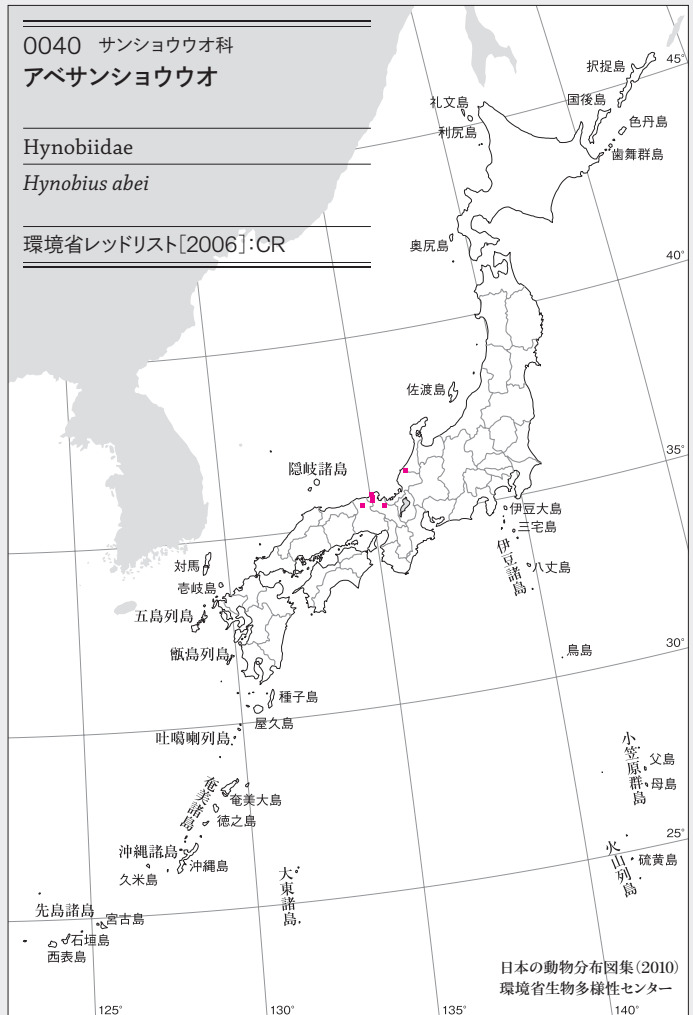 0040 サンショウウオ科
アベサンショウウオ
Hynobiidae
Hynobius abei
環境省レッドリスト[2006]:CR
択捉島
45°
国後島
礼文島
色丹島
利尻島
歯舞群島
奥尻島
40°
佐渡島
35°
隠岐諸島
伊豆大島
三宅島
伊豆諸島
八丈島
対馬
壱岐島
五島列島
甑島列島
鳥島
30°
種子島
屋久島
吐噶喇列島
小笠原群島
父島
母島
奄美諸島
奄美大島
徳之島
25°
沖縄諸島
沖縄島
久米島
火山列島
硫黄島
大東諸島
先島諸島
宮古島
石垣島
西表島
日本の動物分布図集(2010)
環境省生物多様性センター
125°
130°
135°
140°